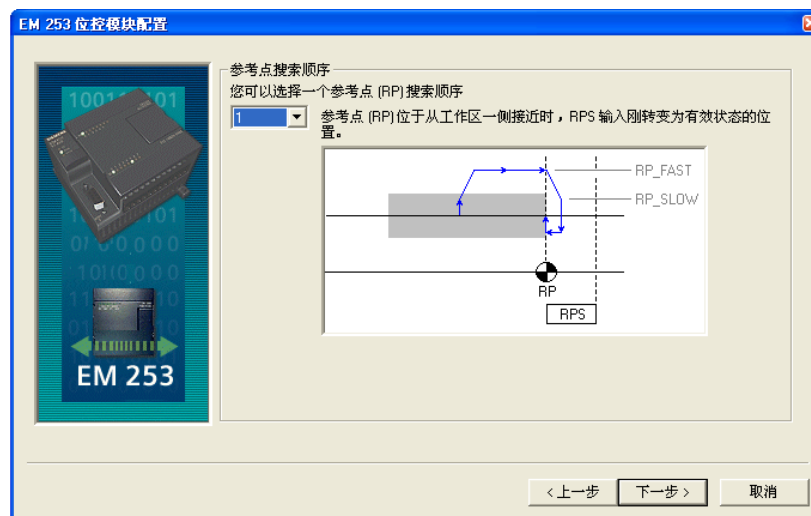 EM 253 位控模块配置
参考点搜索顺序
您可以选择一个参考点 (RP) 搜索顺序
1
参考点 (RP) 位于从工作区一侧接近时，RPS 输入刚转变为有效状态的位
置。
RP_FAST
RP_SLOW
RP
RPS
EM 253
<上一步
下一步>
取消